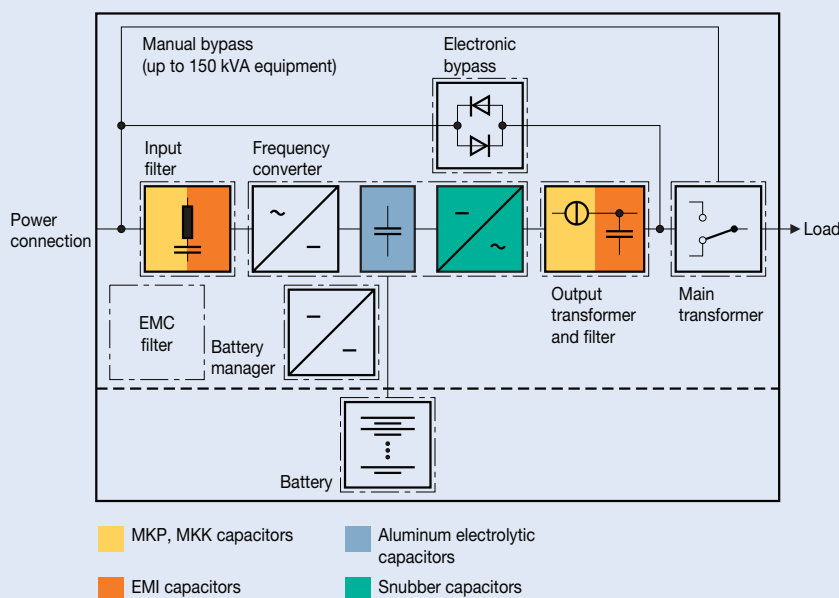 Manual bypass
(up to 150 kVA equipment)
Electronic
bypass
Input
filter
Frequency
converter
Power
connection
Load
EMC
filter
Battery
manager
Output
transformer
and filter
Main
transformer
Battery
MKP, MKK capacitors
Aluminum electrolytic
capacitors
EMI capacitors
Snubber capacitors